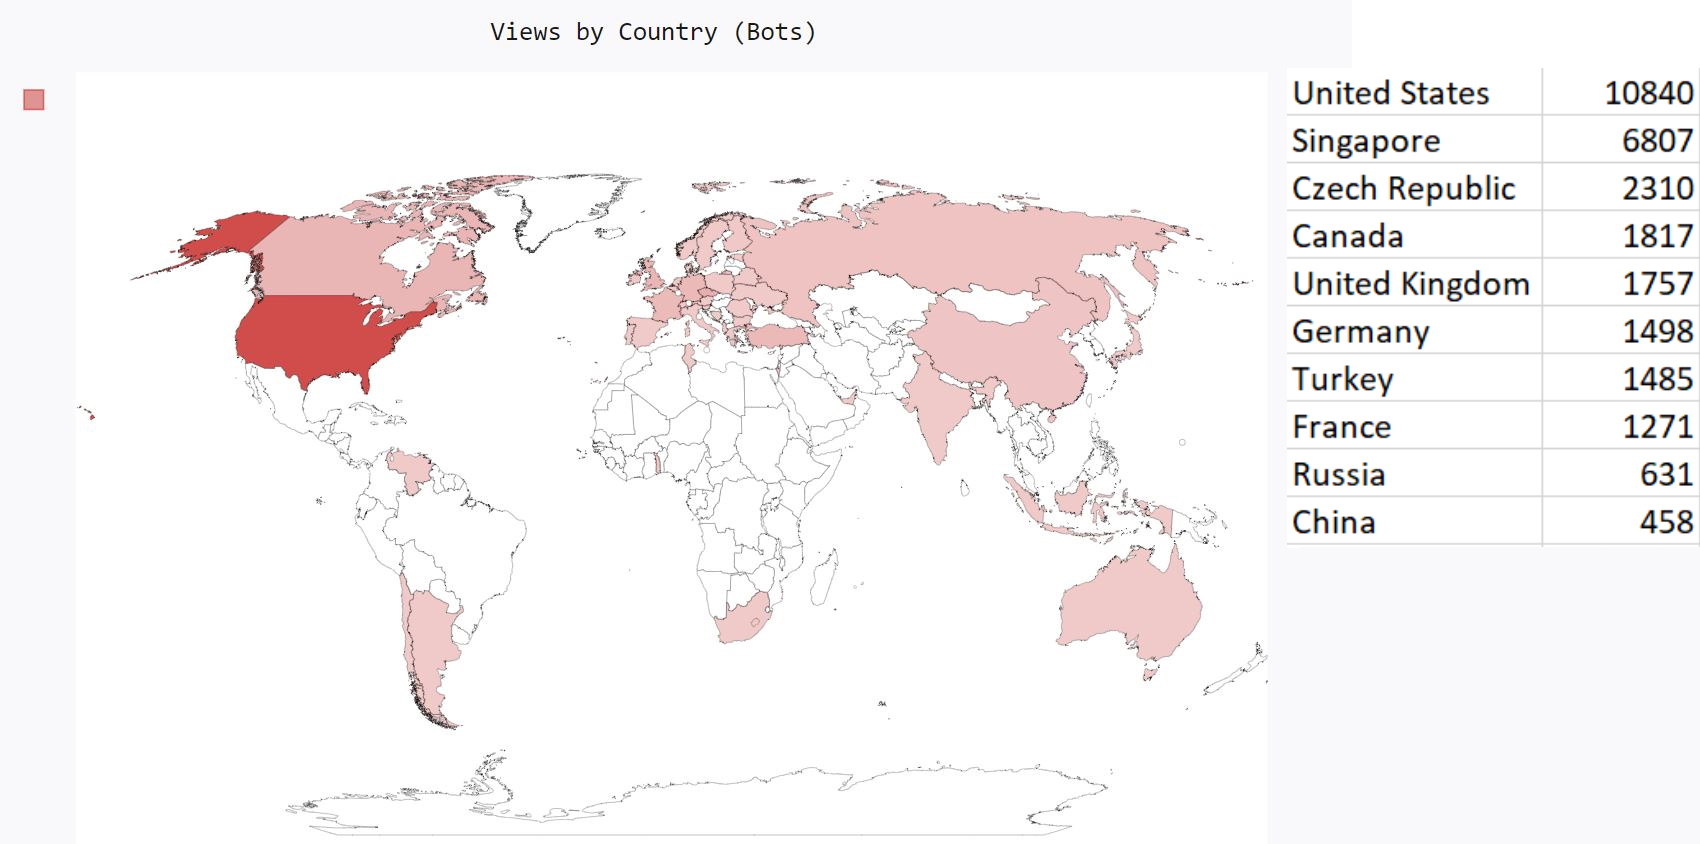 Views by Country (Bots)
United States 10840
Singapore 6807
Czech Republic 2310
Canada 1817
United Kingdom 1757
Germany 1498
Turkey 1485
France 1271
Russia 631
China 458